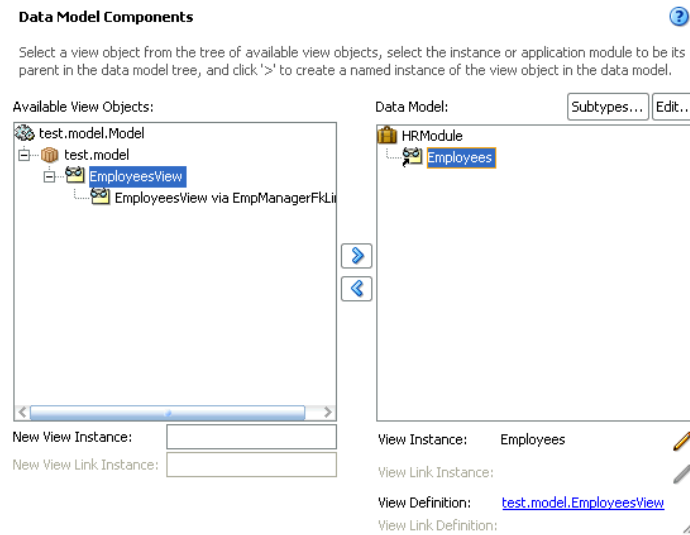 Data Model Components
Select a view object from the tree of available view objects, select the instance or application module to be its
parent in the data model tree, and click '>' to create a named instance of the view object in the data model.
Available View Objects:
test.model.Model
test.model
EmployeesView
EmployeesView via EmpManagerFkLi
Data Model:
Subtypes...
Edit..
HRModule
Employees
New View Instance:
New View Link Instance:
View Instance: Employees
View Link Instance:
View Definition: test.model.EmployeesView
View Link Definition: